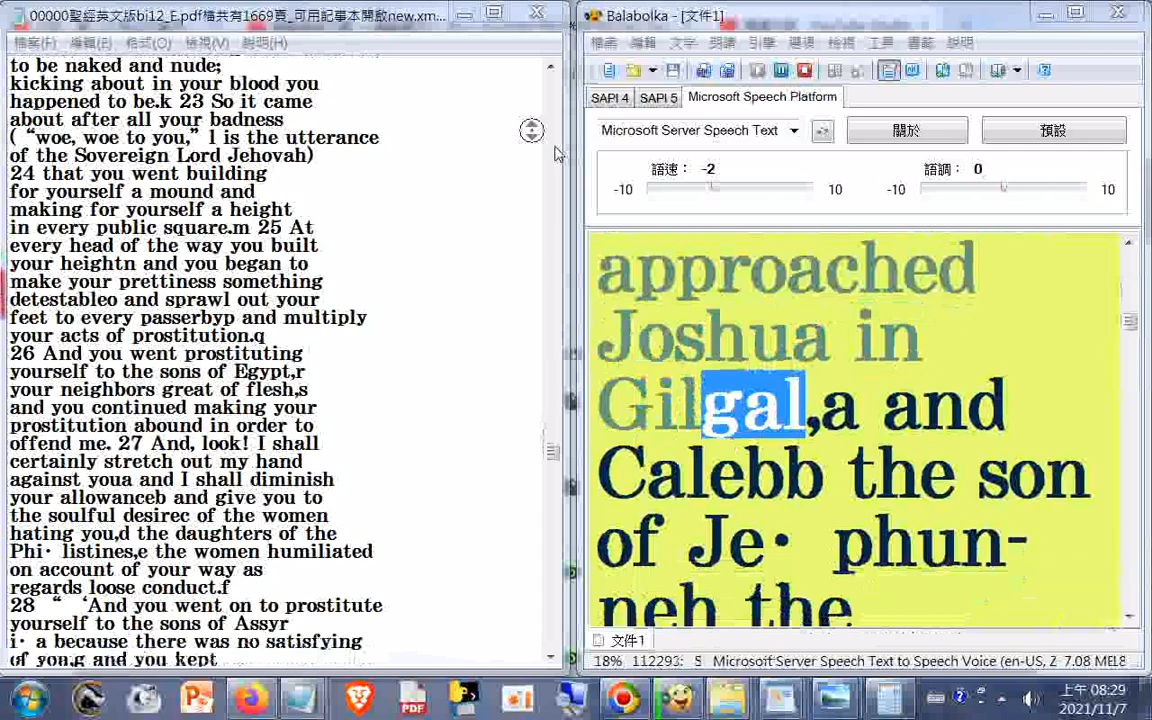 00000聖經英文版bi12_E.pdf檔共有1669頁_可用記事本開啟new.xm...
檔案(F) 編輯(E) 格式(O) 檢視(V) 說明(H)
to be naked and nude;
kicking about in your blood you
happened to be.k 23 So it came
about after all your badness
( “woe, woe to you,” l is the utterance
of the Sovereign Lord Jehovah)
24 that you went building
for yourself a mound and
making for yourself a height
in every public square.m 25 At
every head of the way you built
your heightn and you began to
make your prettiness something
detestableo and sprawl out your
feet to every passerbyp and multiply
your acts of prostitution.q
26 And you went prostituting
yourself to the sons of Egypt,r
your neighbors great of flesh,s
and you continued making your
prostitution abound in order to
offend me. 27 And, look! I shall
certainly stretch out my hand
against youa and I shall diminish
your allowanceb and give you to
the soulful desirec of the women
hating you,d the daughters of the
Phi· listines,e the women humiliated
on account of your way as
regards loose conduct.f
28 “ ‘And you went on to prostitute
yourself to the sons of Assyr
i· a because there was no satisfying
of you,g and you kept
Balabolka - [文件1]
檔案 編輯 文字 朗讀 引擎 選項 檢視 工具 書籤 說明
SAPI 4 SAPI 5 Microsoft Speech Platform
Microsoft Server Speech Text 關於 預設
語速: -2 語調: 0
-10 10 -10 10
approached
Joshua in
Gilgal,a and
Calebb the son
of Je· phun-
neh the
文件1
18% 112293: Microsoft Server Speech Text to Speech Voice (en-US, Z 7.08 МЕ
上午 08:29
2021/11/7